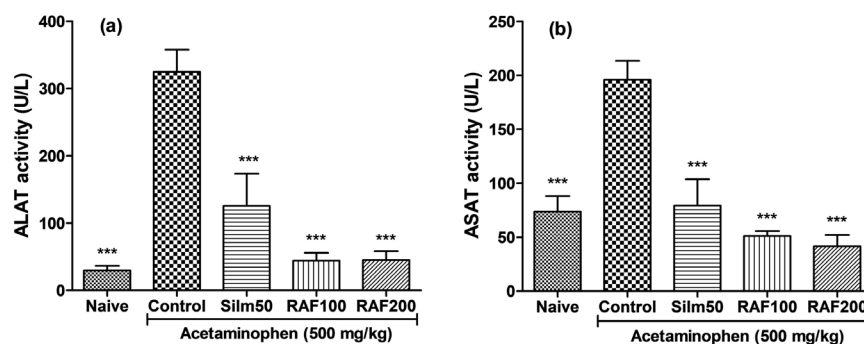 (a)
ALAT activity (U/L)
400
300
200
100
0
***
***
***
***
Naive Control Silm50 RAF100 RAF200
Acetaminophen (500 mg/kg)
(b)
ASAT activity (U/L)
250
200
150
100
50
0
***
***
***
***
Naive Control Silm50 RAF100 RAF200
Acetaminophen (500 mg/kg)